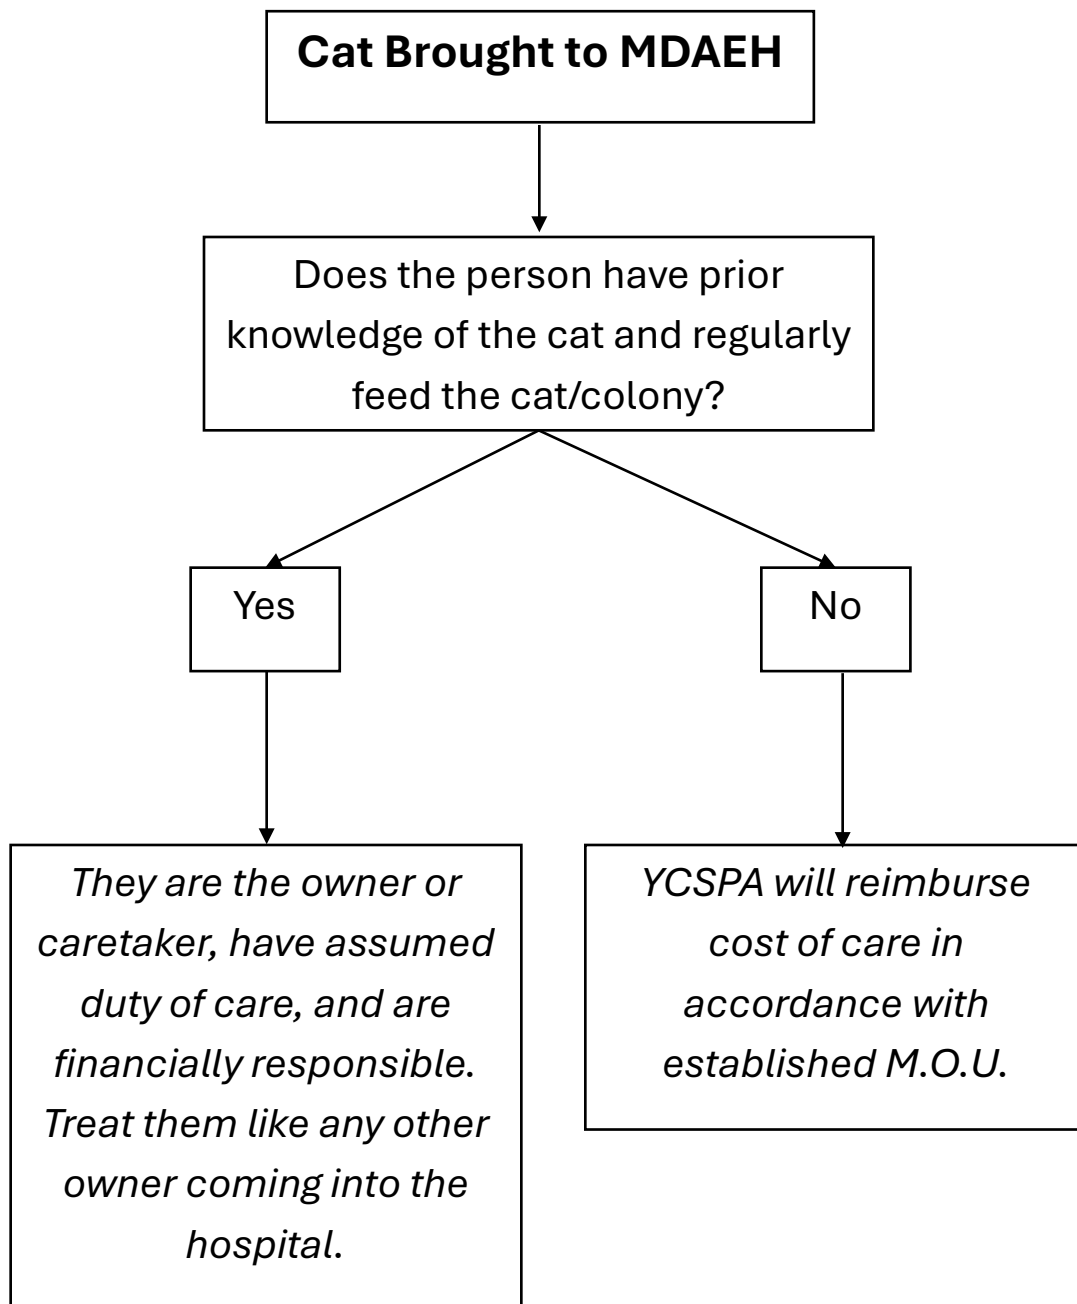 Cat Brought to MDAEH
Does the person have prior
knowledge of the cat and regularly
feed the cat/colony?
Yes
No
They are the owner or
caretaker, have assumed
duty of care, and are
financially responsible.
Treat them like any other
owner coming into the
hospital.
YCSPA will reimburse
cost of care in
accordance with
established M.O.U.